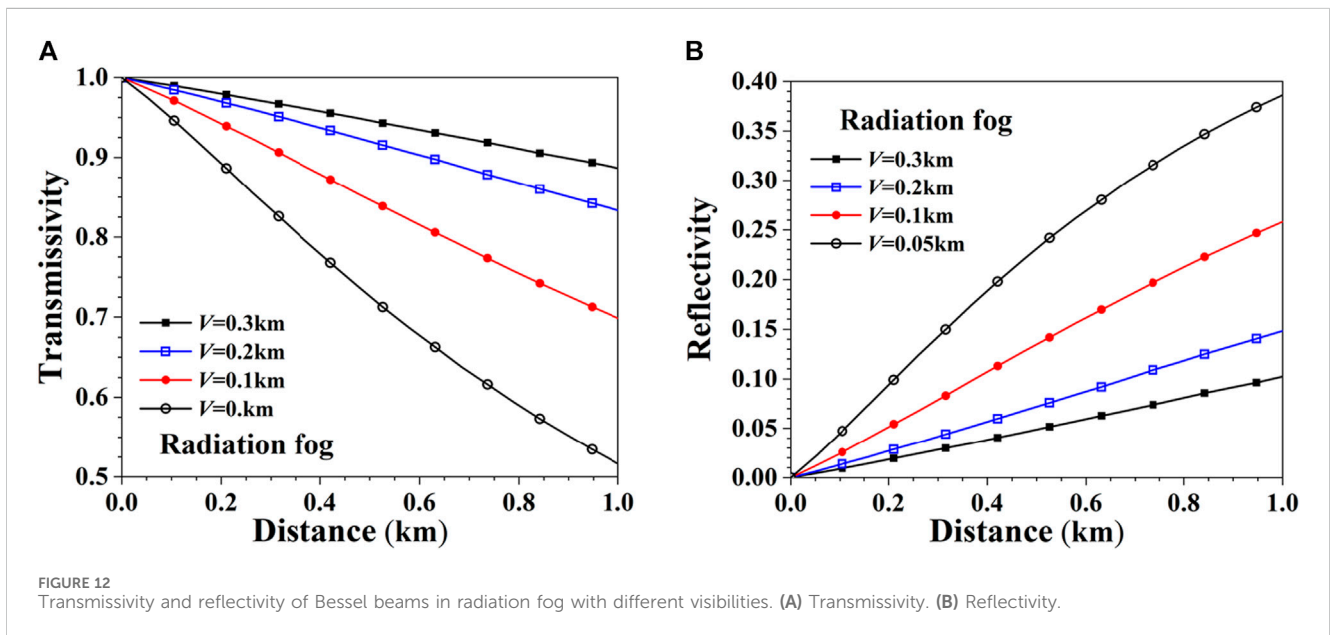 A
1.0
0.9
0.8
0.7
0.6
0.5
Transmissivity
V=0.3km
V=0.2km
V=0.1km
V=0.km
Radiation fog
0.0 0.2 0.4 0.6 0.8 1.0
Distance (km)
B
0.40
0.35
0.30
0.25
0.20
0.15
0.10
0.05
0.00
Reflectivity
Radiation fog
V=0.3km
V=0.2km
V=0.1km
V=0.05km
0.0 0.2 0.4 0.6 0.8 1.0
Distance (km)
FIGURE 12
Transmissivity and reflectivity of Bessel beams in radiation fog with different visibilities. (A) Transmissivity. (B) Reflectivity.